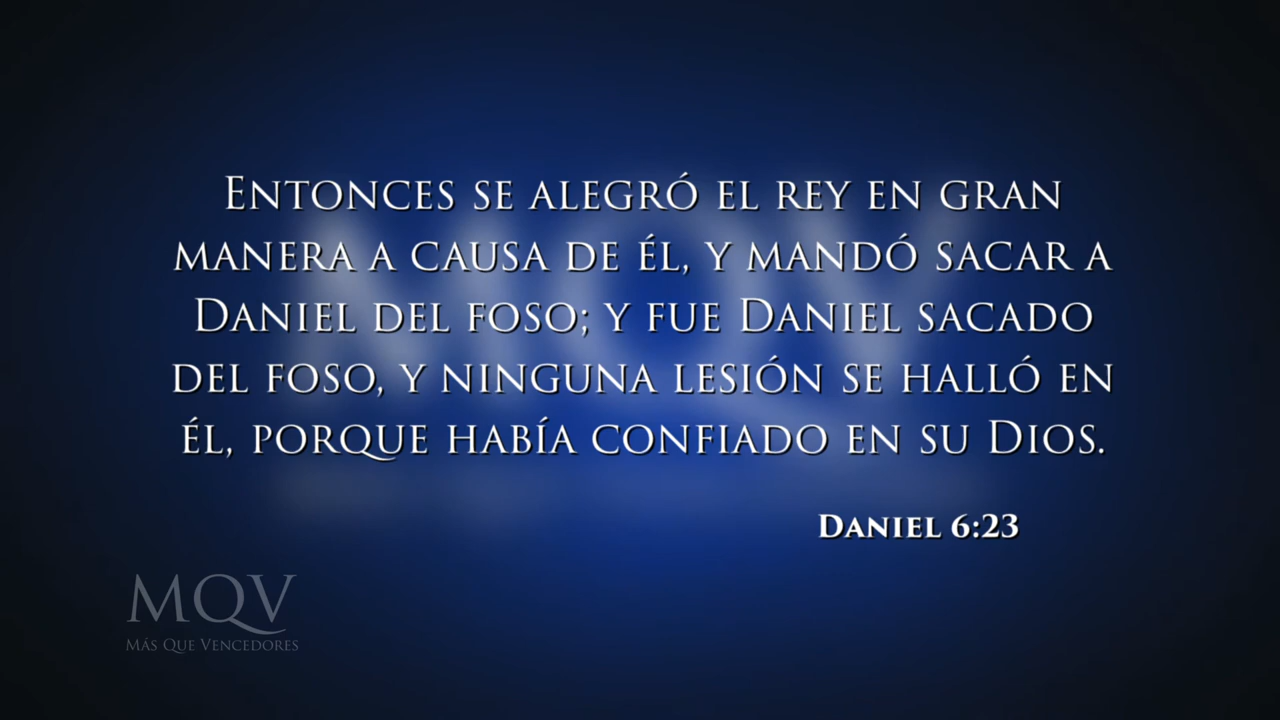 Entonces se alegró el rey en gran
manera a causa de él, y mandó sacar a
Daniel del foso; y fue Daniel sacado
del foso, y ninguna lesión se halló en
él, porque había confiado en su Dios.
Daniel 6:23
MQV
Más Que Vencedores